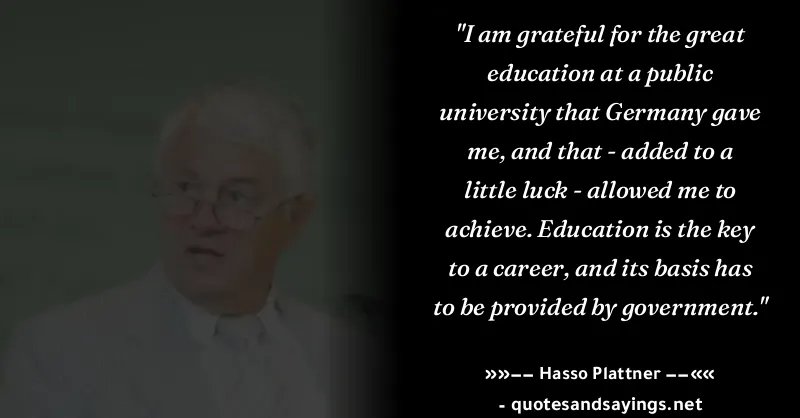 "I am grateful for the great
education at a public
university that Germany gave
me, and that - added to a
little luck - allowed me to
achieve. Education is the key
to a career, and its basis has
to be provided by government."
»»−− Hasso Plattner −−««
- quotesandsayings.net